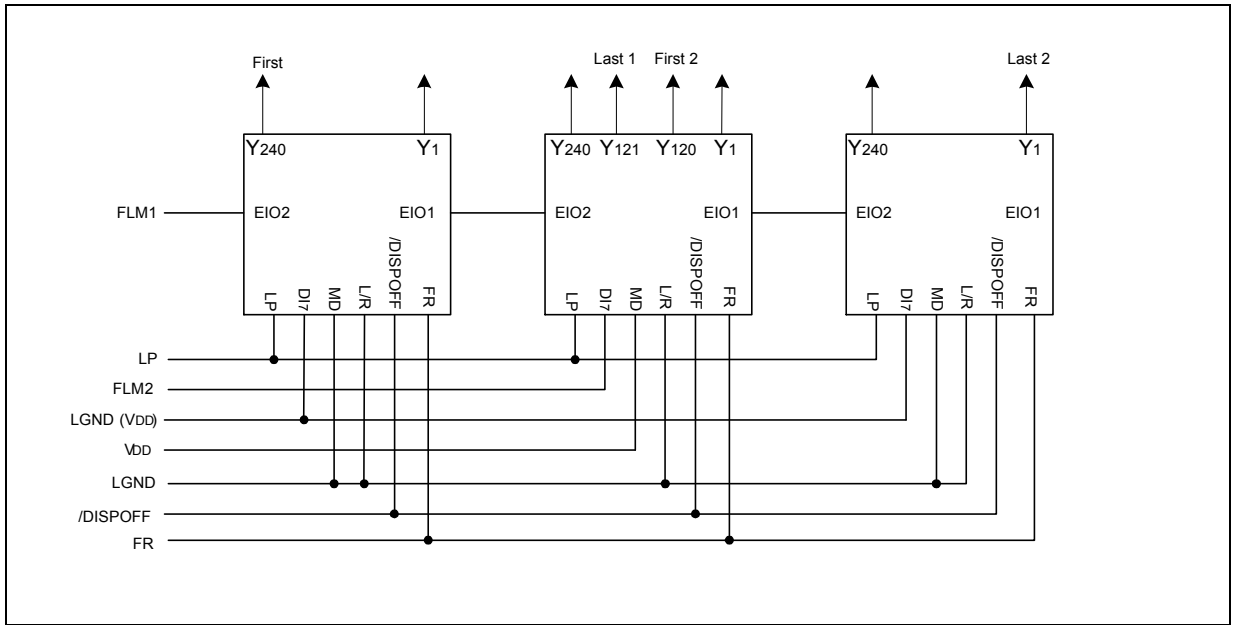 First
Last 1 First 2
Last 2
Y240 Y1
Y240 Y121 Y120 Y1
Y240 Y1
FLM1
EIO2 EIO1
EIO2 EIO1
EIO2 EIO1
LP DI7 MD L/R /DISPOFF FR
LP DI7 MD L/R /DISPOFF FR
LP DI7 MD L/R /DISPOFF FR
LP
FLM2
LGND (VDD)
VDD
LGND
/DISPOFF
FR